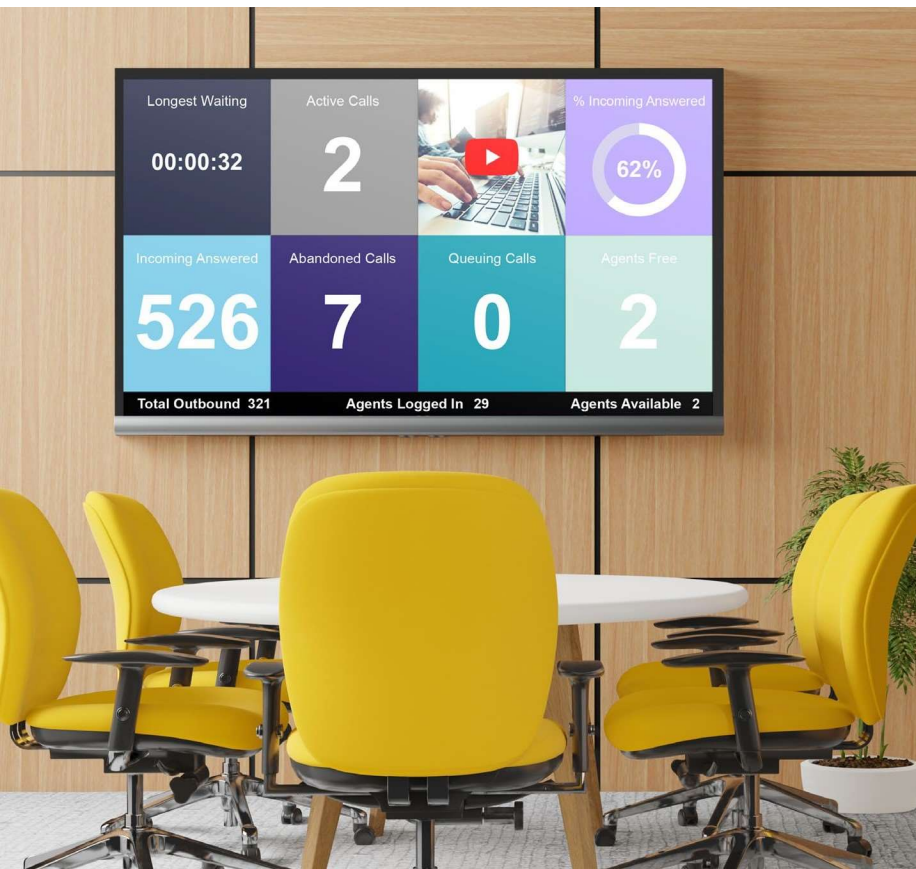 Longest Waiting
00:00:32
Active Calls
2
% Incoming Answered
62%
Incoming Answered
526
Abandoned Calls
7
Queuing Calls
0
Agents Free
2
Total Outbound 321
Agents Logged In 29
Agents Available 2